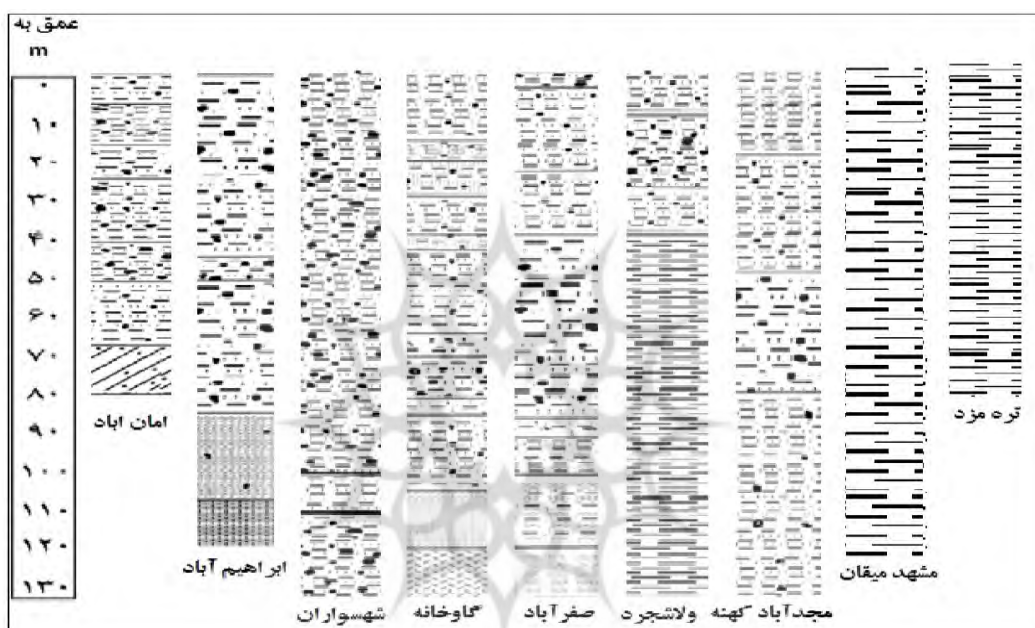 عمق به
m
۰
۱۰
۲۰
۳۰
۴۰
۵۰
۶۰
۷۰
۸۰
۹۰
۱۰۰
۱۱۰
۱۲۰
۱۳۰
امان اباد
ابراهیم آباد
شهسواران
گاوخانه
صفرآباد
ولاشجرد
مجدآباد کهنه
مشهد میقان
تره مزد